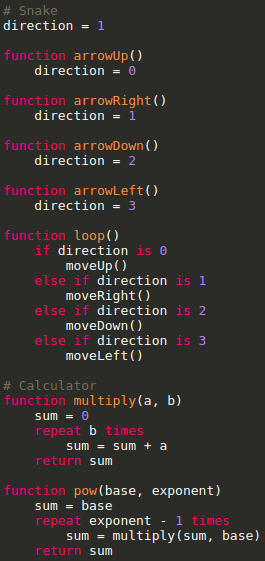 # Snake
direction = 1

function arrowUp()
    direction = 0

function arrowRight()
    direction = 1

function arrowDown()
    direction = 2

function arrowLeft()
    direction = 3

function loop()
    if direction is 0
        moveUp()
    else if direction is 1
        moveRight()
    else if direction is 2
        moveDown()
    else if direction is 3
        moveLeft()

# Calculator
function multiply(a, b)
    sum = 0
    repeat b times
        sum = sum + a
    return sum

function pow(base, exponent)
    sum = base
    repeat exponent - 1 times
        sum = multiply(sum, base)
    return sum